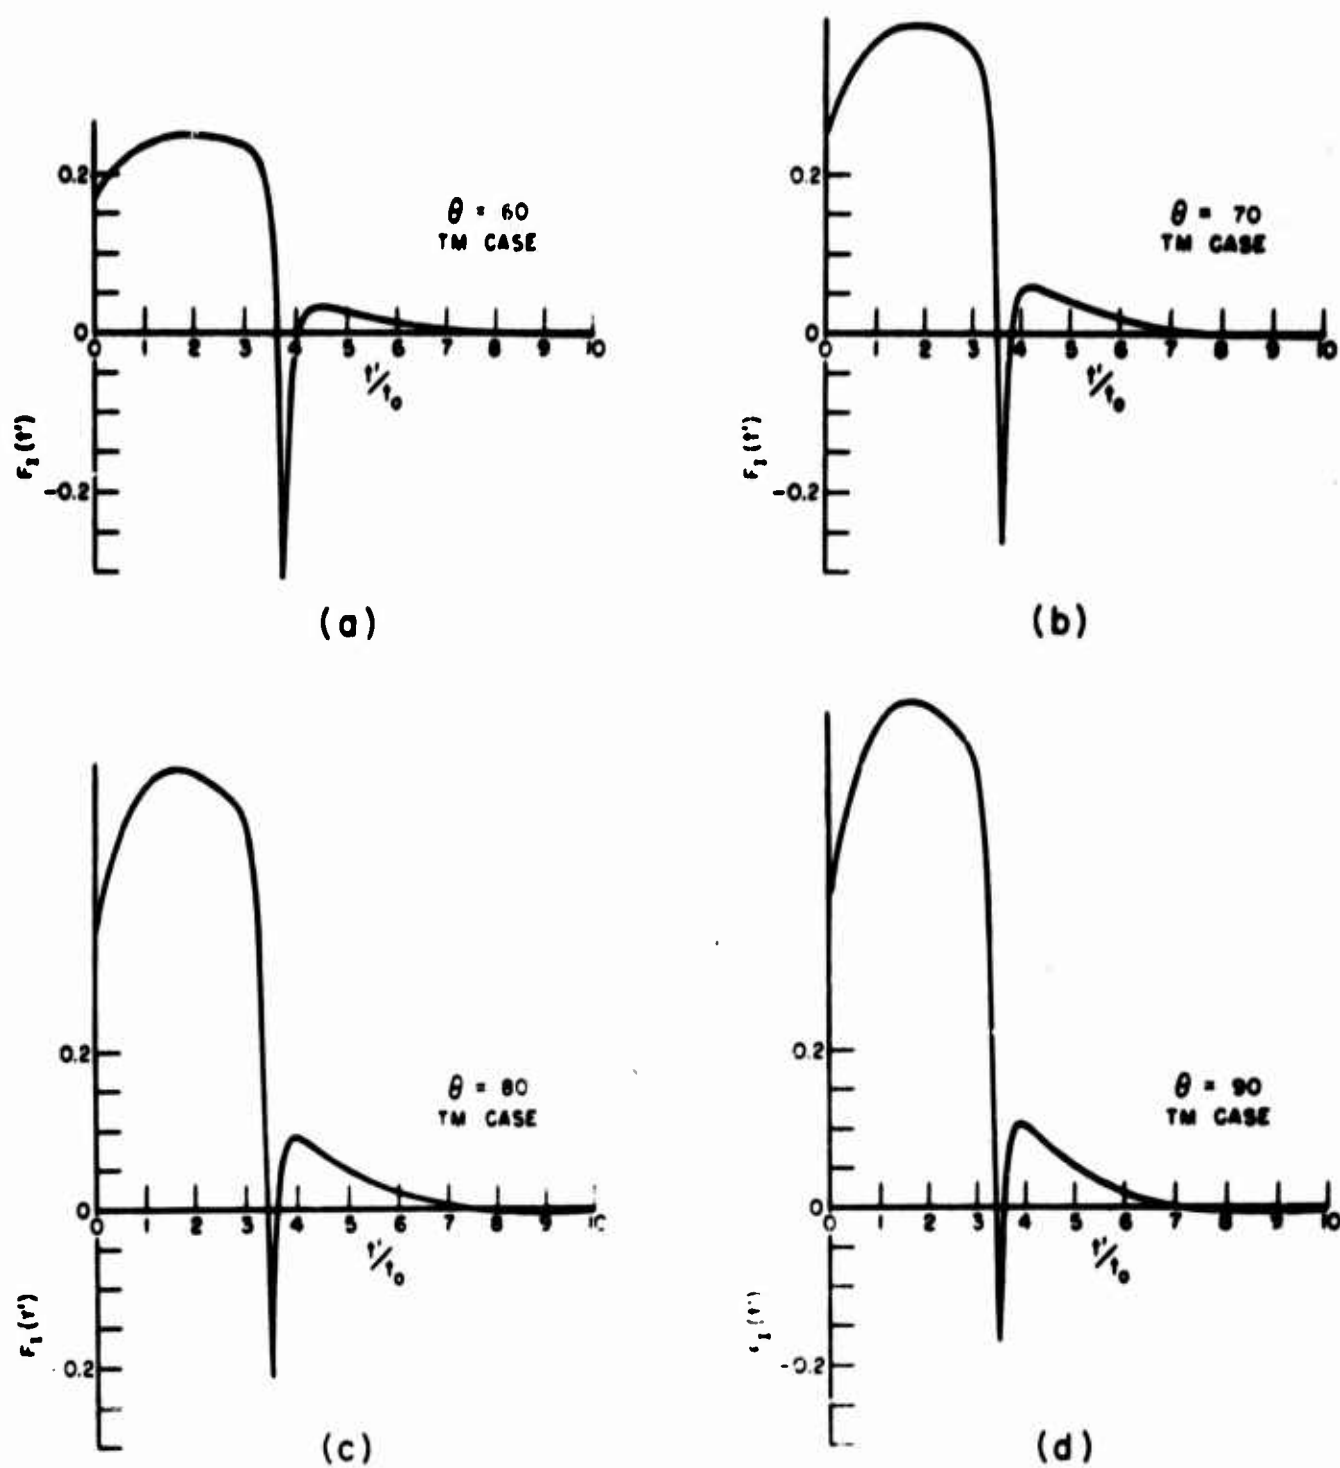 0.2
θ = 60
TM CASE
0
0 1 2 3 4 5 6 7 8 9 10
t'/t₀
F_I(t')
-0.2
(a)
0.2
θ = 70
TM CASE
0
0 1 2 3 4 5 6 7 8 9 10
t'/t₀
F_I(t')
-0.2
(b)
0.2
θ = 80
TM CASE
0
0 1 2 3 4 5 6 7 8 9
t'/t₀
F_I(t')
0.2
(c)
0.2
θ = 90
TM CASE
0
0 1 2 3 4 5 6 7 8 9 10
t'/t₀
-0.2
(d)